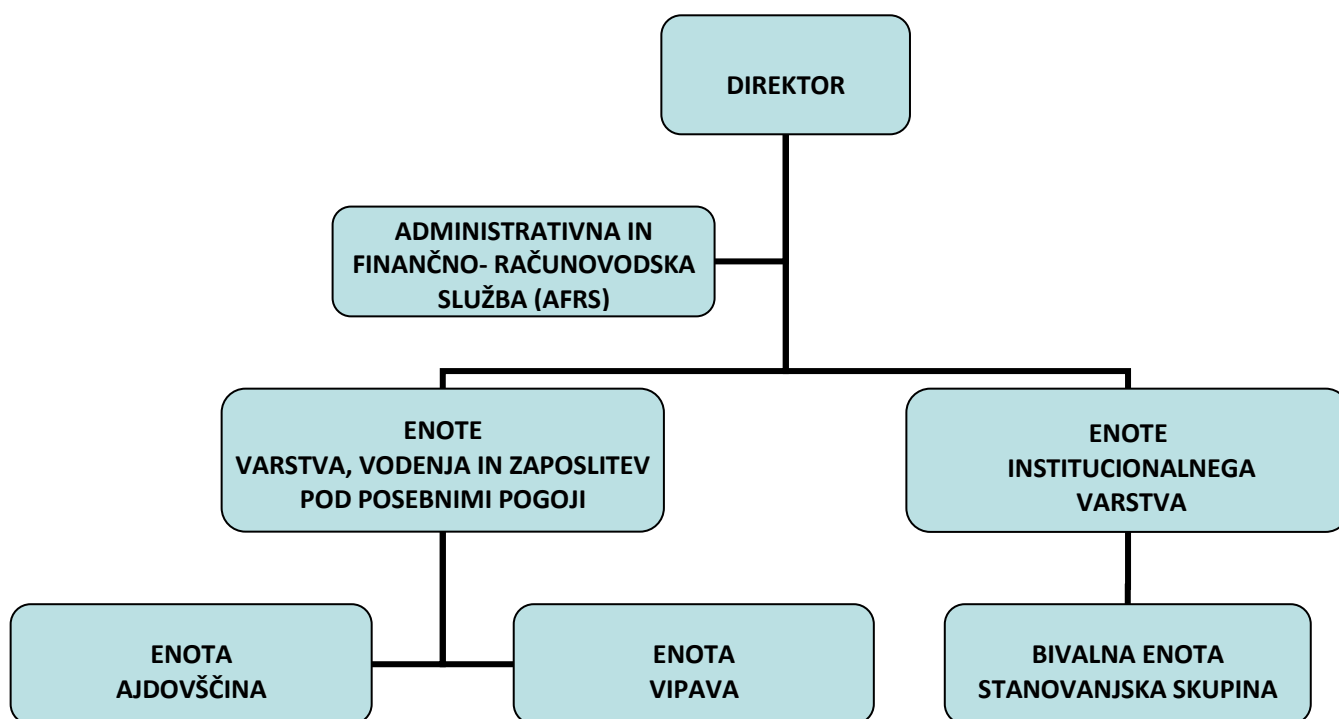 DIREKTOR
ADMINISTRATIVNA IN
FINANČNO- RAČUNOVODSKA
SLUŽBA (AFRS)
ENOTE
VARSTVA, VODENJA IN ZAPOSLITEV
POD POSEBNIMI POGOJI
ENOTE
INSTITUCIONALNEGA
VARSTVA
ENOTA
AJDOVŠČINA
ENOTA
VIPAVA
BIVALNA ENOTA
STANOVANJSKA SKUPINA